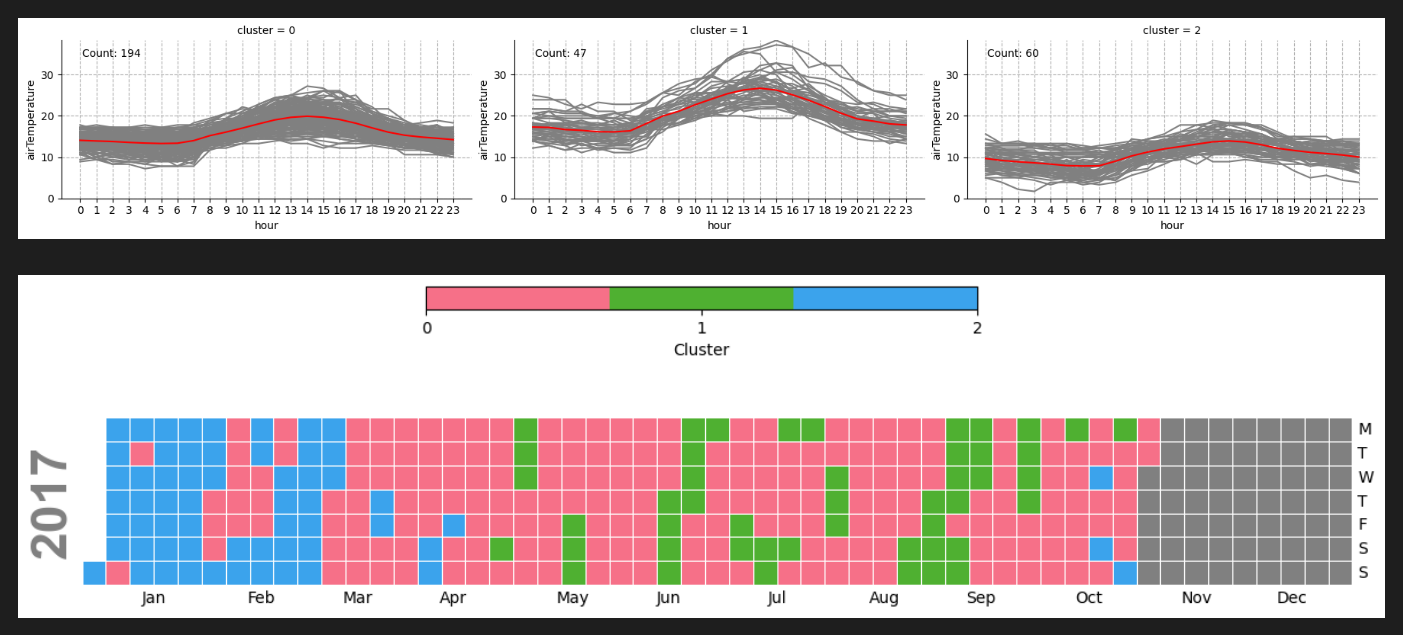 cluster = 0
cluster = 1
cluster = 2
Count: 194
Count: 47
Count: 60
airTemperature
30
20
10
0
0 1 2 3 4 5 6 7 8 9 10 11 12 13 14 15 16 17 18 19 20 21 22 23
hour
airTemperature
30
20
10
0
0 1 2 3 4 5 6 7 8 9 10 11 12 13 14 15 16 17 18 19 20 21 22 23
hour
airTemperature
30
20
10
0
0 1 2 3 4 5 6 7 8 9 10 11 12 13 14 15 16 17 18 19 20 21 22 23
hour
0 1 2
Cluster
2017
M
T
W
T
F
S
S
Jan Feb Mar Apr May Jun Jul Aug Sep Oct Nov Dec